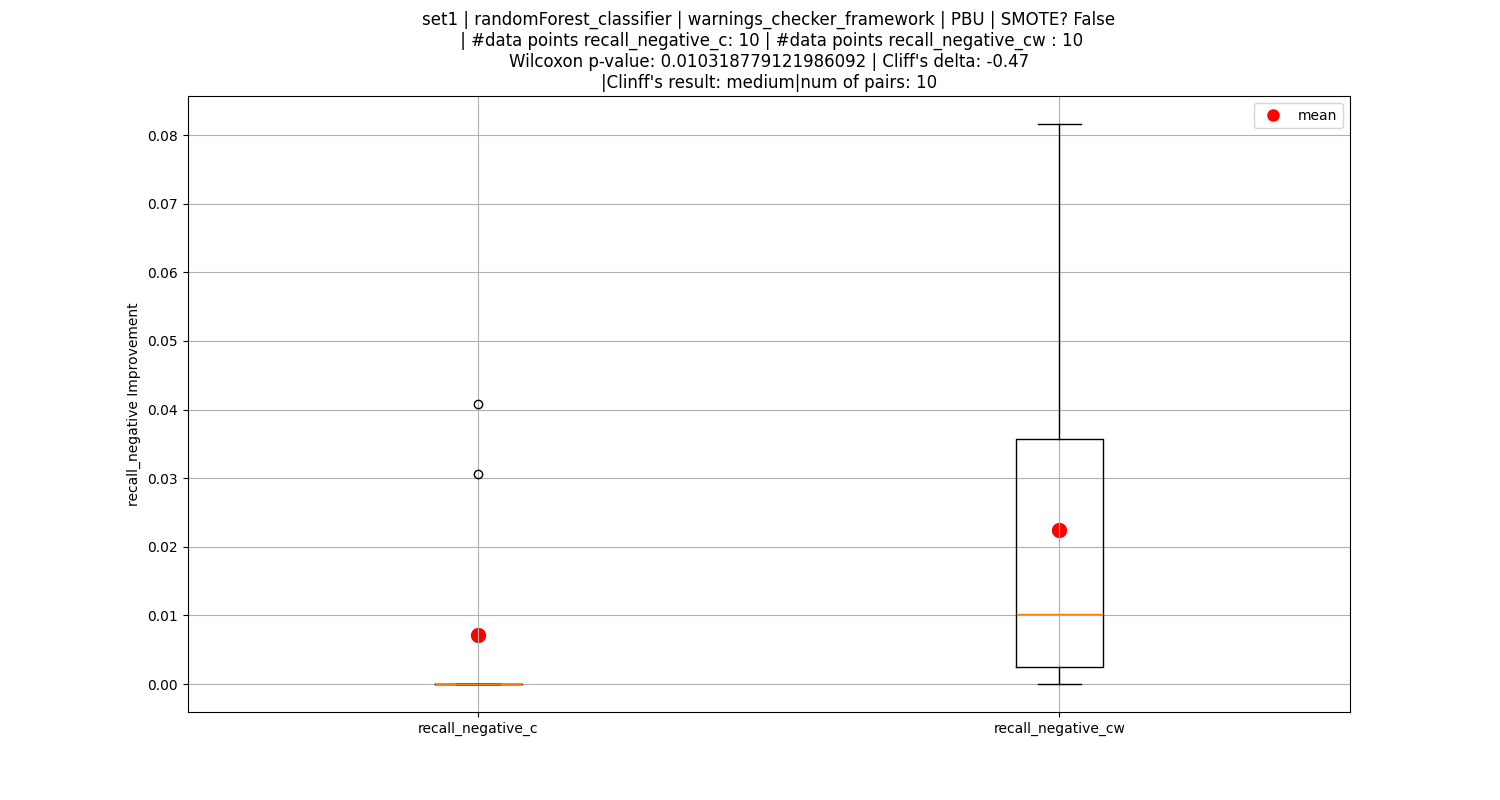 set1 | randomForest_classifier | warnings_checker_framework | PBU | SMOTE? False
| #data points recall_negative_c: 10 | #data points recall_negative_cw : 10
Wilcoxon p-value: 0.010318779121986092 | Cliff's delta: -0.47
|Clinff's result: medium|num of pairs: 10
mean
0.08
0.07
0.06
0.05
0.04
0.03
0.02
0.01
0.00
recall_negative Improvement
recall_negative_c
recall_negative_cw